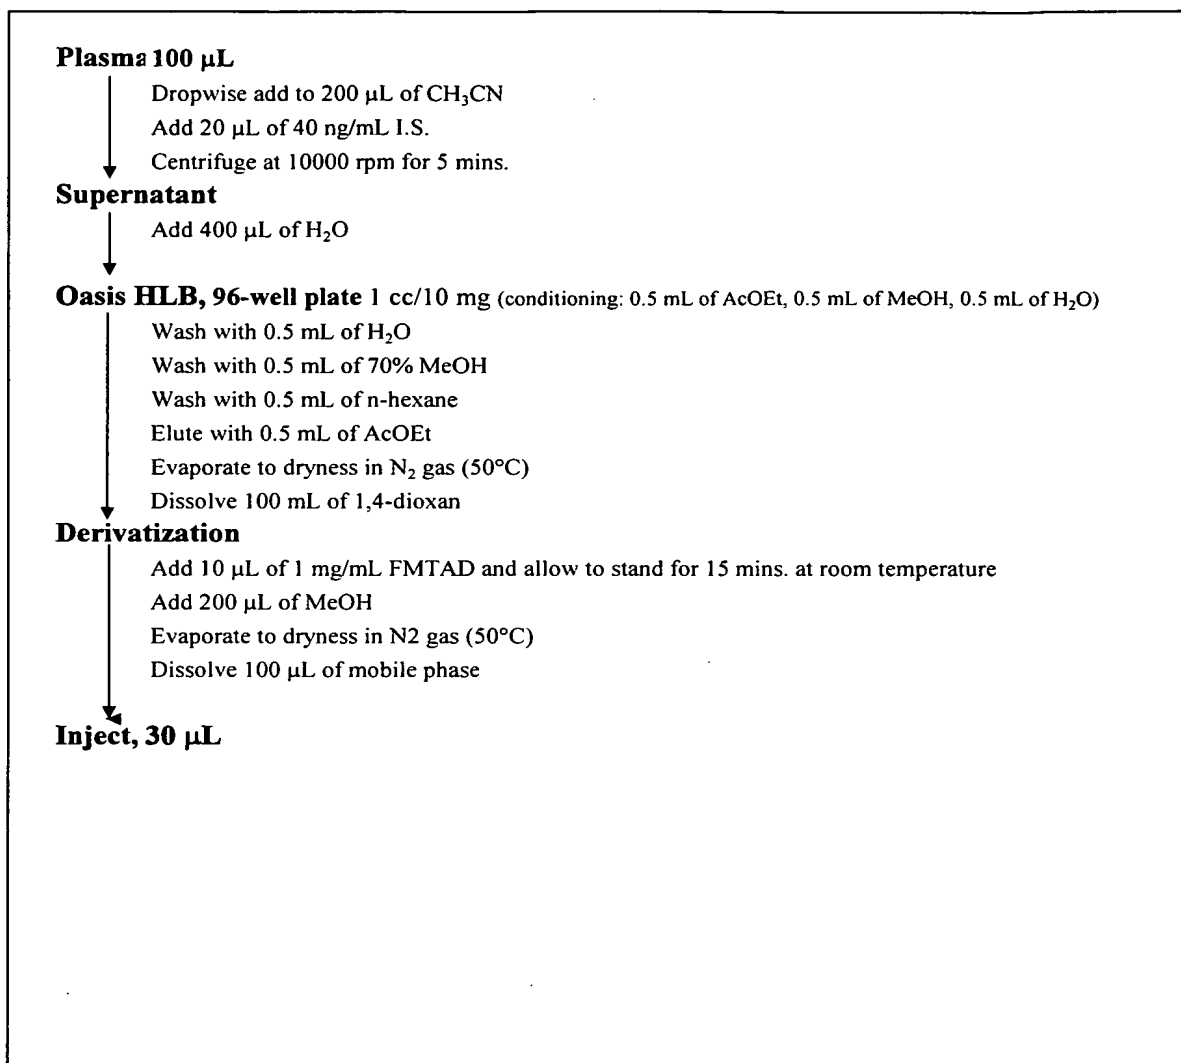 Plasma 100 µL
Dropwise add to 200 µL of CH₃CN
Add 20 µL of 40 ng/mL I.S.
Centrifuge at 10000 rpm for 5 mins.
Supernatant
Add 400 µL of H₂O
Oasis HLB, 96-well plate 1 cc/10 mg (conditioning: 0.5 mL of AcOEt, 0.5 mL of MeOH, 0.5 mL of H₂O)
Wash with 0.5 mL of H₂O
Wash with 0.5 mL of 70% MeOH
Wash with 0.5 mL of n-hexane
Elute with 0.5 mL of AcOEt
Evaporate to dryness in N₂ gas (50°C)
Dissolve 100 mL of 1,4-dioxan
Derivatization
Add 10 µL of 1 mg/mL FMTAD and allow to stand for 15 mins. at room temperature
Add 200 µL of MeOH
Evaporate to dryness in N2 gas (50°C)
Dissolve 100 µL of mobile phase
Inject, 30 µL